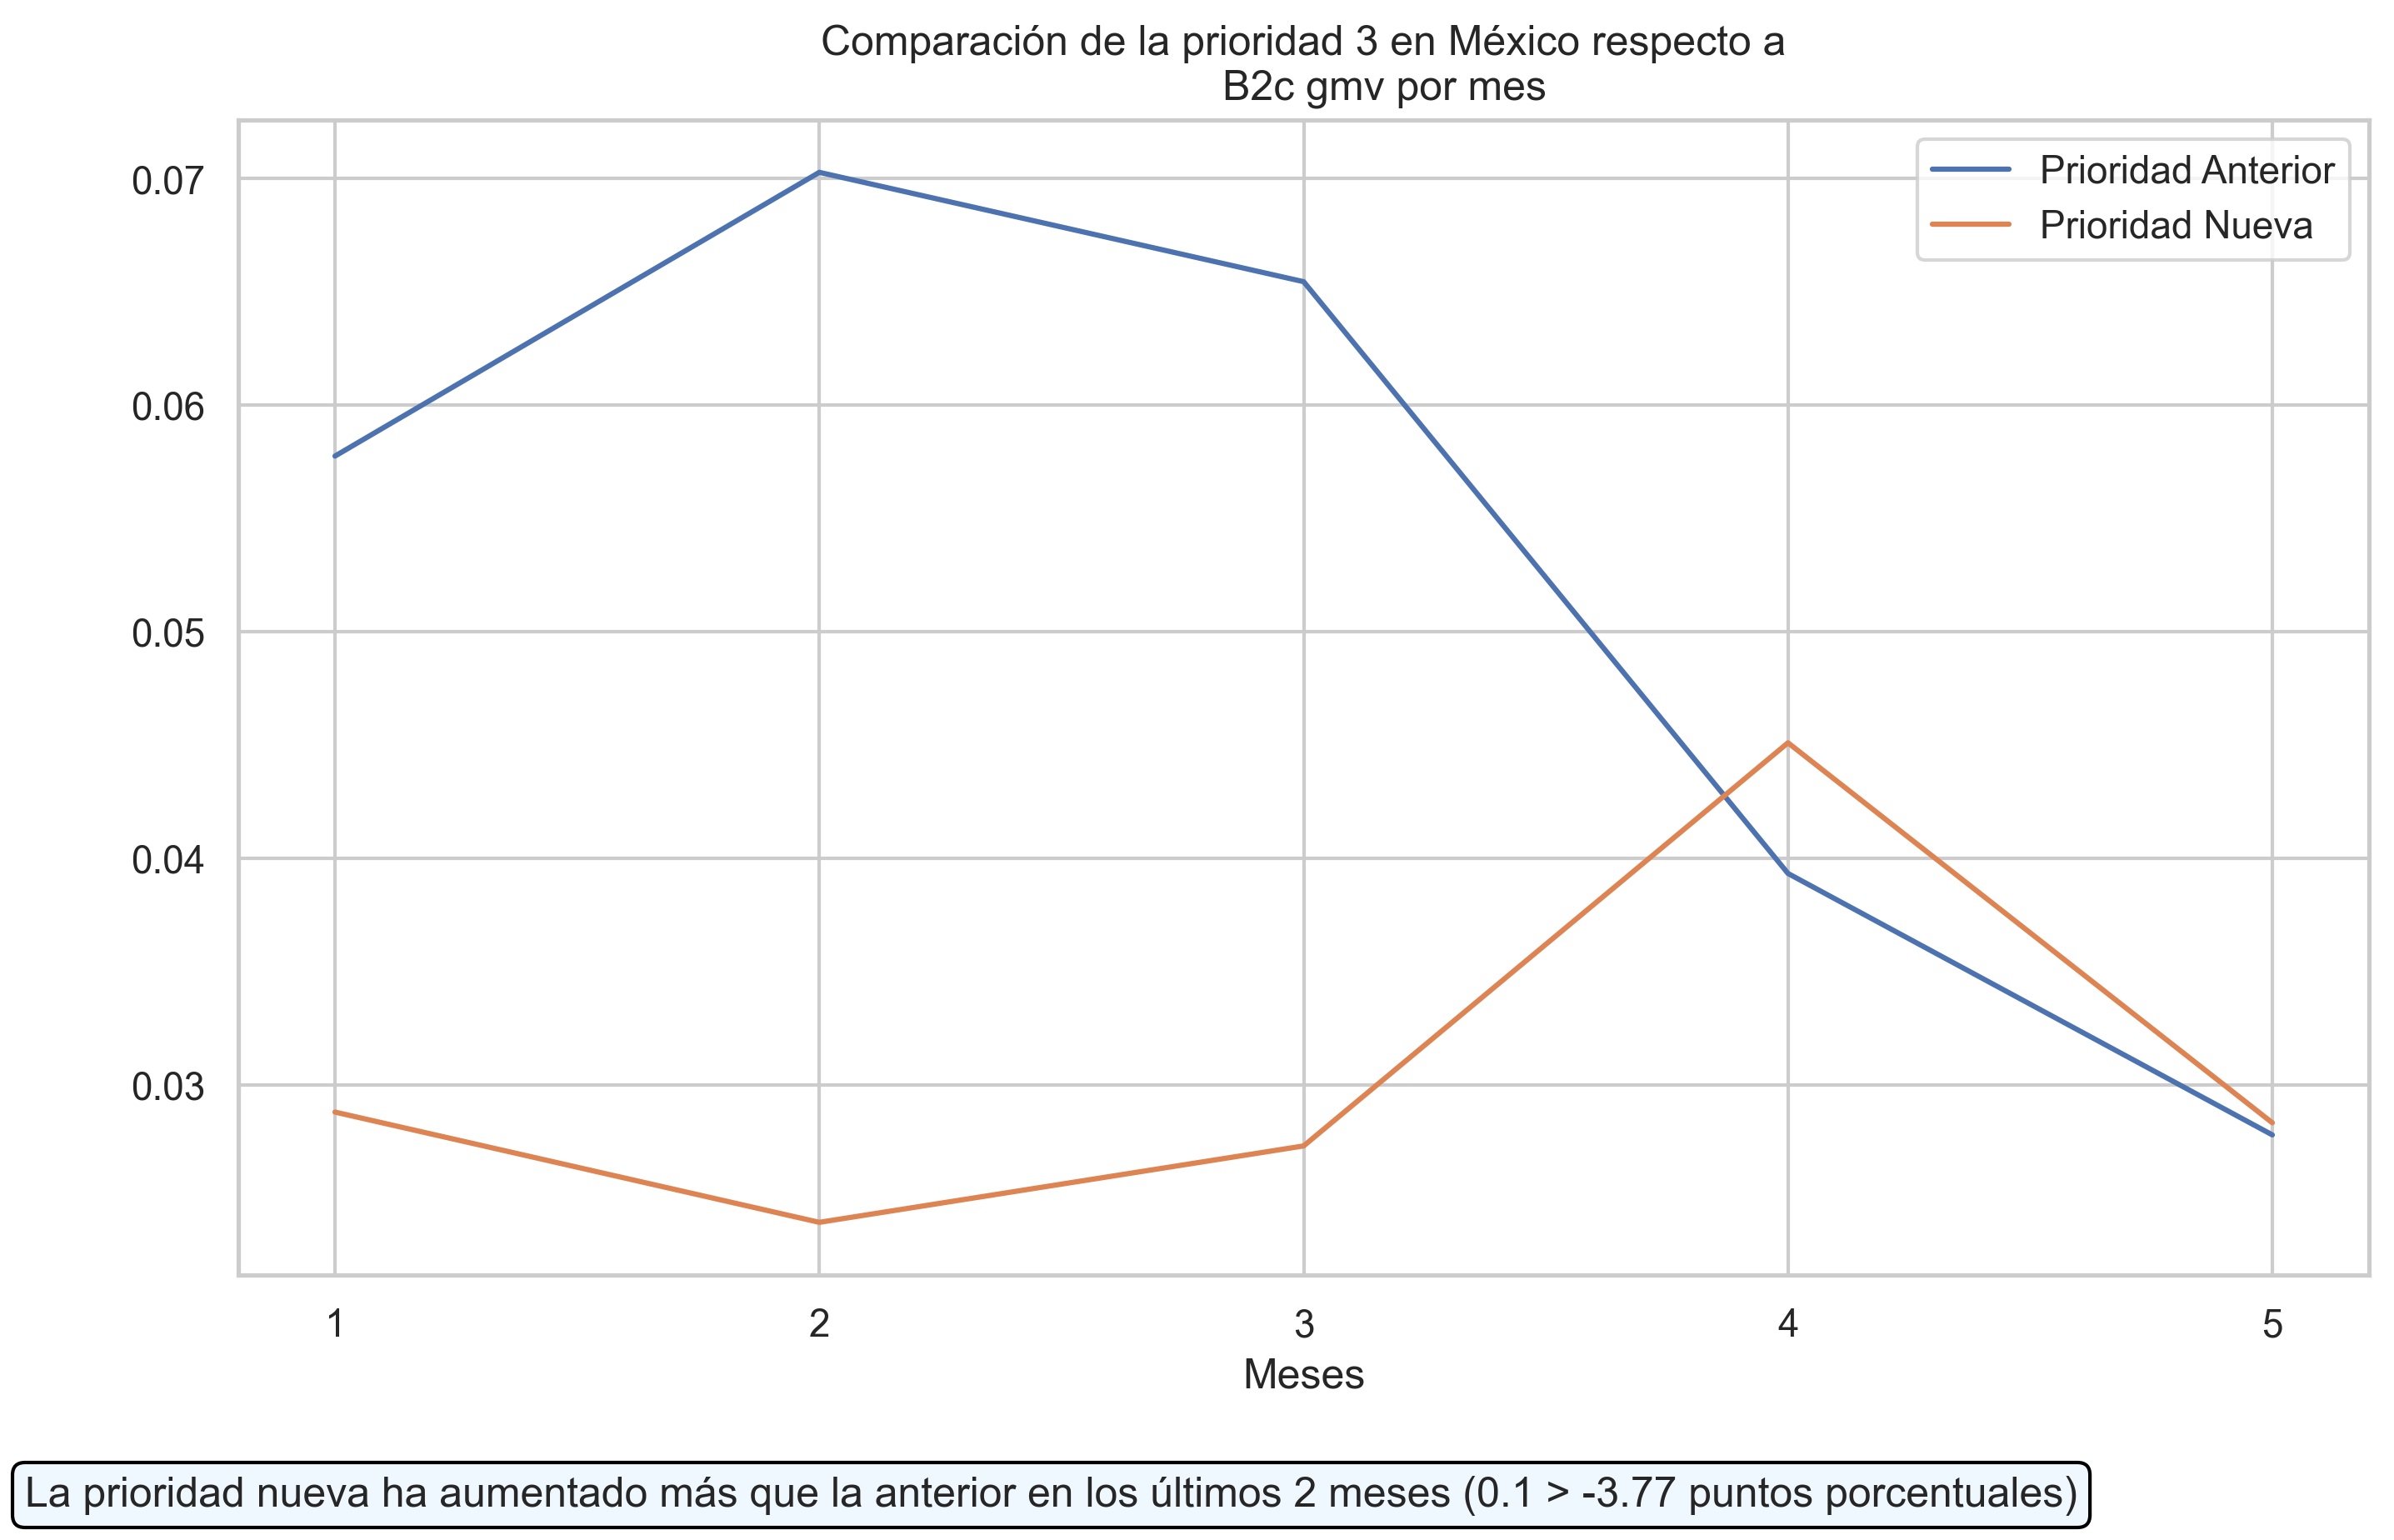 Comparación de la prioridad 3 en México respecto a
B2c gmv por mes
Prioridad Anterior
Prioridad Nueva
0.07
0.06
0.05
0.04
0.03
1 2 3 4 5
Meses
La prioridad nueva ha aumentado más que la anterior en los últimos 2 meses (0.1 > -3.77 puntos porcentuales)